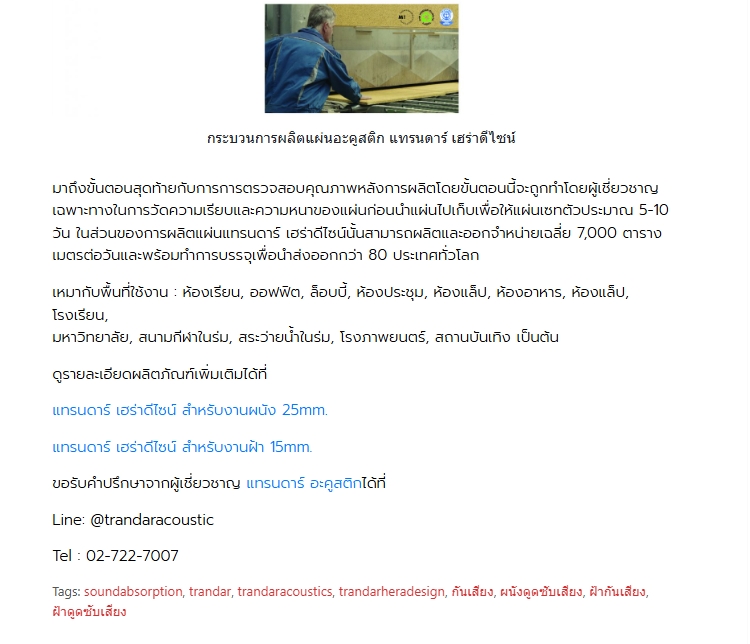 กระบวนการผลิตแผ่นอะคูสติก แทรนดาร์ เฮร่าดีไซน์
มาถึงขั้นตอนสุดท้ายกับการการตรวจสอบคุณภาพหลังการผลิตโดยขั้นตอนนี้จะถูกทำโดยผู้เชี่ยวชาญ
เฉพาะทางในการวัดความเรียบและความหนาของแผ่นก่อนนำแผ่นไปเก็บเพื่อให้แผ่นเซทตัวประมาณ 5-10
วัน ในส่วนของการผลิตแผ่นแทรนดาร์ เฮร่าดีไซน์นั้นสามารถผลิตและออกจำหน่ายเฉลี่ย 7,000 ตาราง
เมตรต่อวันและพร้อมทำการบรรจุเพื่อนำส่งออกกว่า 80 ประเทศทั่วโลก
เหมากับพื้นที่ใช้งาน : ห้องเรียน, ออฟฟิต, ล็อบบี้, ห้องประชุม, ห้องแล็ป, ห้องอาหาร, ห้องแล็ป,
โรงเรียน,
มหาวิทยาลัย, สนามกีฬาในร่ม, สระว่ายน้ำในร่ม, โรงภาพยนตร์, สถานบันเทิง เป็นต้น
ดูรายละเอียดผลิตภัณฑ์เพิ่มเติมได้ที่
แทรนดาร์ เฮร่าดีไซน์ สำหรับงานผนัง 25mm.
แทรนดาร์ เฮร่าดีไซน์ สำหรับงานฝ้า 15mm.
ขอรับคำปรึกษาจากผู้เชี่ยวชาญ แทรนดาร์ อะคูสติกได้ที่
Line: @trandaracoustic
Tel : 02-722-7007
Tags: soundabsorption, trandar, trandaracoustics, trandarheradesign, กันเสียง, ผนังดูดซับเสียง, ฝ้ากันเสียง,
ฝ้าดูดซับเสียง